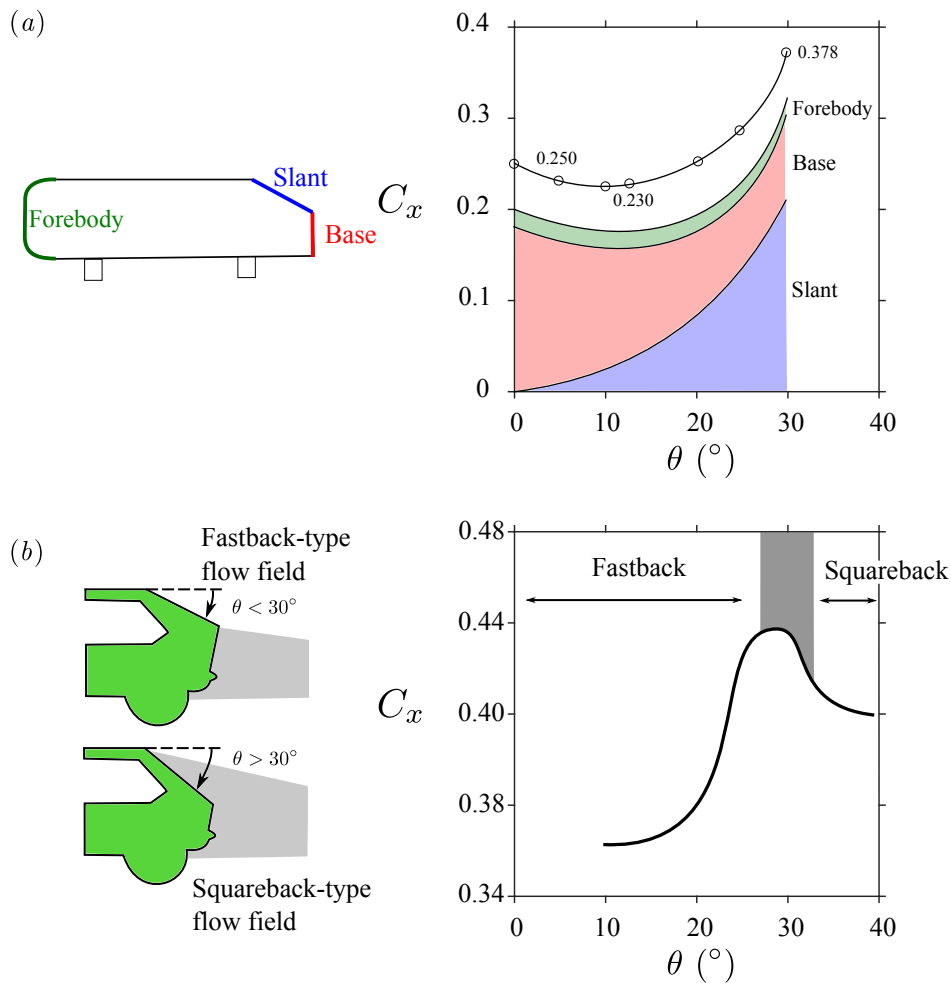 (a)
Slant
Forebody
Base
C_x
0.4
0.3
0.2
0.1
0
0.250
0.230
0.378
Forebody
Base
Slant
0 10 20 30 40
θ (°)
(b)
Fastback-type
flow field
θ < 30°
θ > 30°
Squareback-type
flow field
C_x
0.48
0.44
0.40
0.38
0.34
Fastback
Squareback
0 10 20 30 40
θ (°)